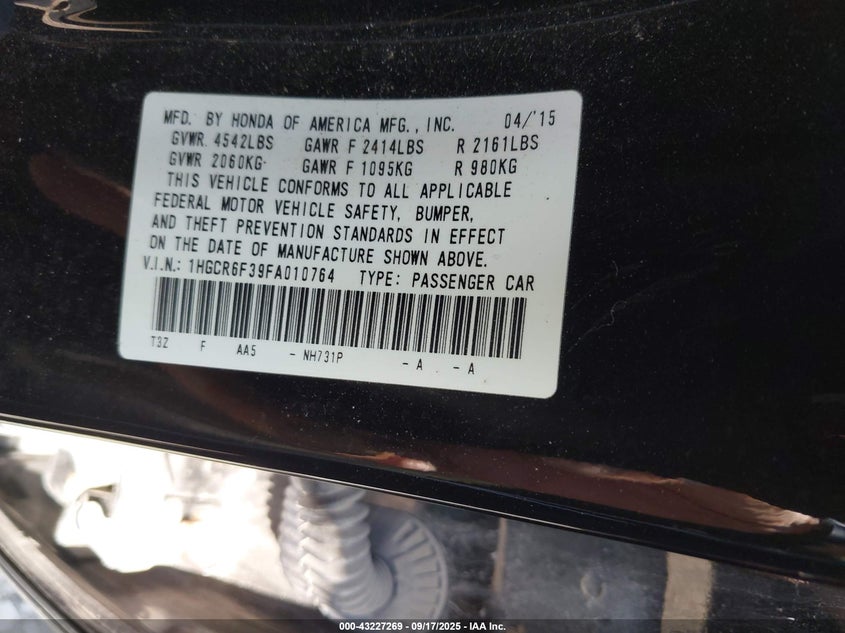 MFD. BY HONDA OF AMERICA MFG., INC. 04/'15
GVWR 4542LBS GAWR F 2414LBS R 2161LBS
GVWR 2060KG GAWR F 1095KG R 980KG
THIS VEHICLE CONFORMS TO ALL APPLICABLE
FEDERAL MOTOR VEHICLE SAFETY, BUMPER,
AND THEFT PREVENTION STANDARDS IN EFFECT
ON THE DATE OF MANUFACTURE SHOWN ABOVE.
V.I.N.: 1HGCR6F39FA010764 TYPE: PASSENGER CAR
T3Z F AA5 - NH731P - A - A
000-43227269 - 09/17/2025 - IAA Inc.